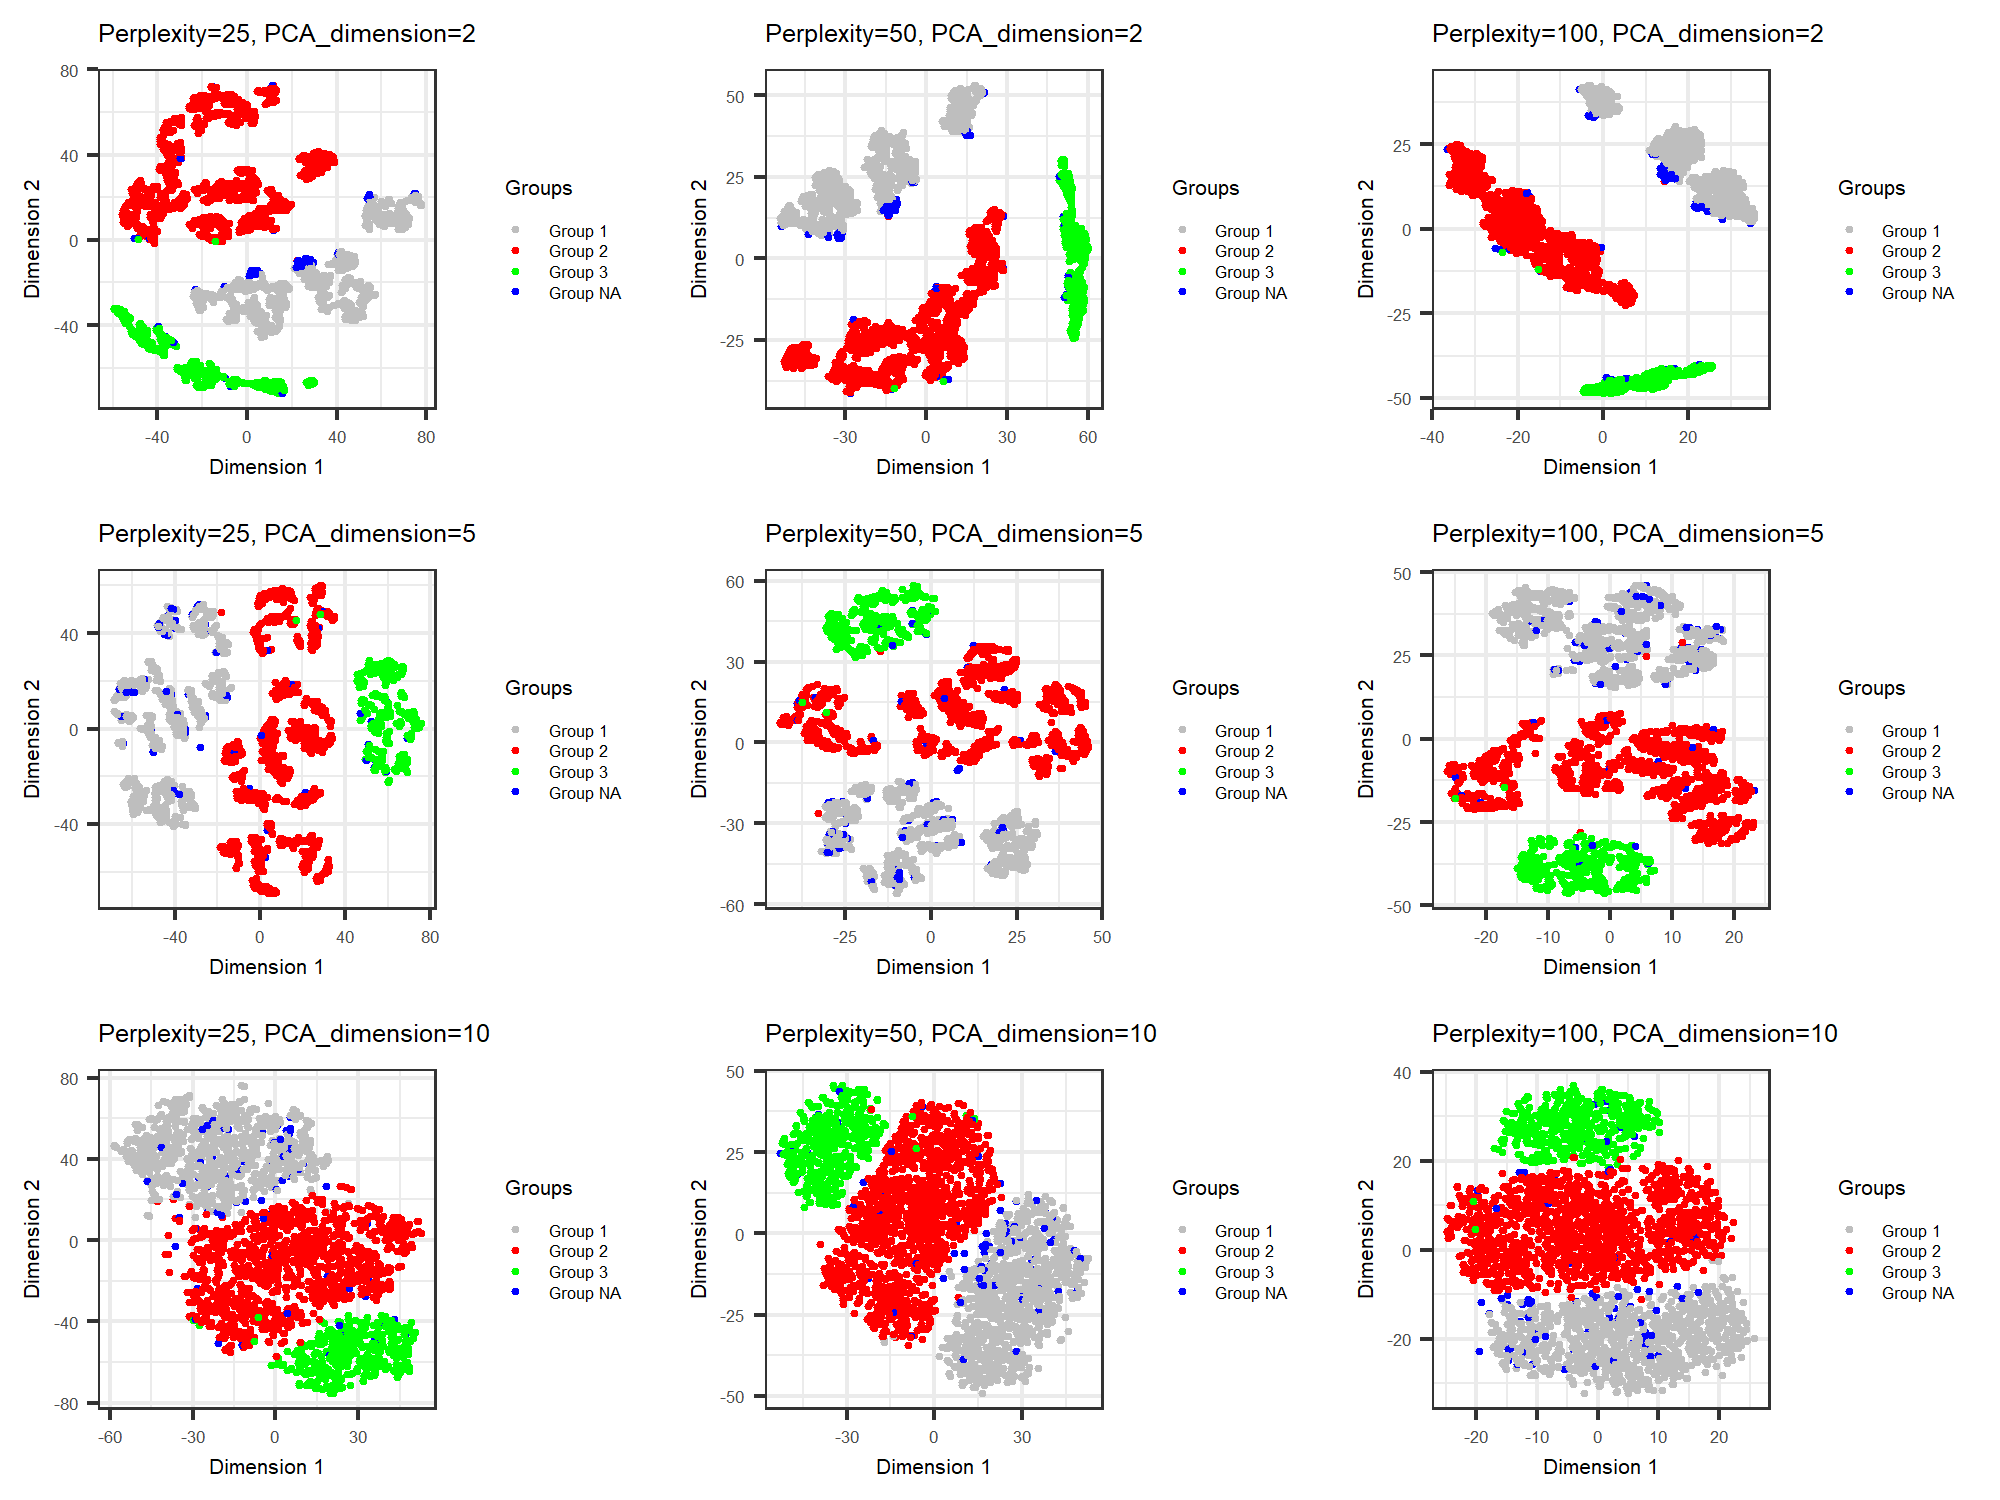 Perplexity=25, PCA_dimension=2
80
40
0
-40
-40
0
40
80
Dimension 1
Dimension 2
Groups
Group 1
Group 2
Group 3
Group NA
Perplexity=50, PCA_dimension=2
50
25
0
-25
-30
0
30
60
Dimension 1
Dimension 2
Groups
Group 1
Group 2
Group 3
Group NA
Perplexity=100, PCA_dimension=2
25
0
-25
-50
-40
-20
0
20
Dimension 1
Dimension 2
Groups
Group 1
Group 2
Group 3
Group NA
Perplexity=25, PCA_dimension=5
40
0
-40
-40
0
40
80
Dimension 1
Dimension 2
Groups
Group 1
Group 2
Group 3
Group NA
Perplexity=50, PCA_dimension=5
60
30
0
-30
-60
-25
0
25
50
Dimension 1
Dimension 2
Groups
Group 1
Group 2
Group 3
Group NA
Perplexity=100, PCA_dimension=5
50
25
0
-25
-50
-20
-10
0
10
20
Dimension 1
Dimension 2
Groups
Group 1
Group 2
Group 3
Group NA
Perplexity=25, PCA_dimension=10
80
40
0
-40
-80
-60
-30
0
30
Dimension 1
Dimension 2
Groups
Group 1
Group 2
Group 3
Group NA
Perplexity=50, PCA_dimension=10
50
25
0
-25
-50
-30
0
30
Dimension 1
Dimension 2
Groups
Group 1
Group 2
Group 3
Group NA
Perplexity=100, PCA_dimension=10
40
20
0
-20
-20
-10
0
10
20
Dimension 1
Dimension 2
Groups
Group 1
Group 2
Group 3
Group NA